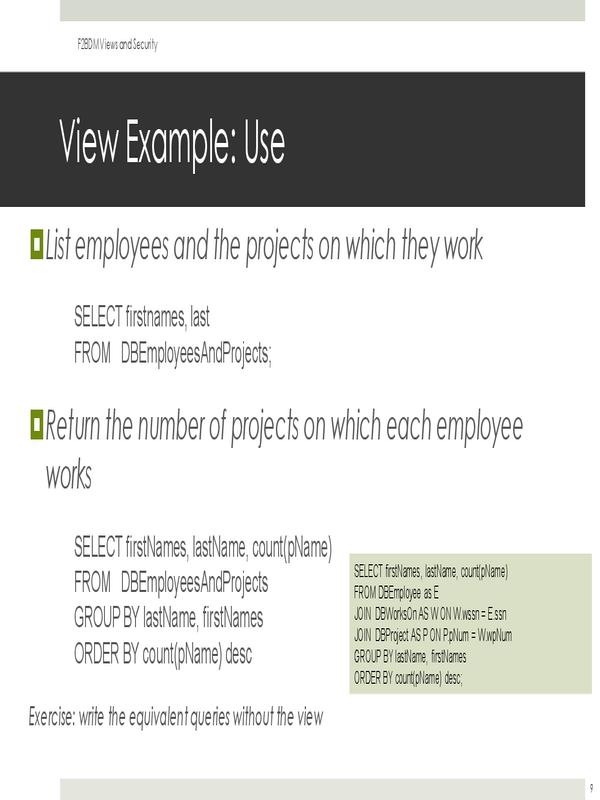 F2BDM Views and Security
View Example: Use
List employees and the projects on which they work
SELECT firstnames, last
FROM DBEmployeesAndProjects;
Return the number of projects on which each employee
works
SELECT firstNames, lastName, count(pName)
FROM DBEmployeesAndProjects
GROUP BY lastName, firstNames
ORDER BY count(pName) desc
SELECT firstNames, lastName, count(pName)
FROM DBEmployee as E
JOIN DBWorksOn AS W ON W.wssn = E.ssn
JOIN DBProject AS P ON P.pNum = W.wpNum
GROUP BY lastName, firstNames
ORDER BY count(pName) desc;
Exercise: write the equivalent queries without the view
9